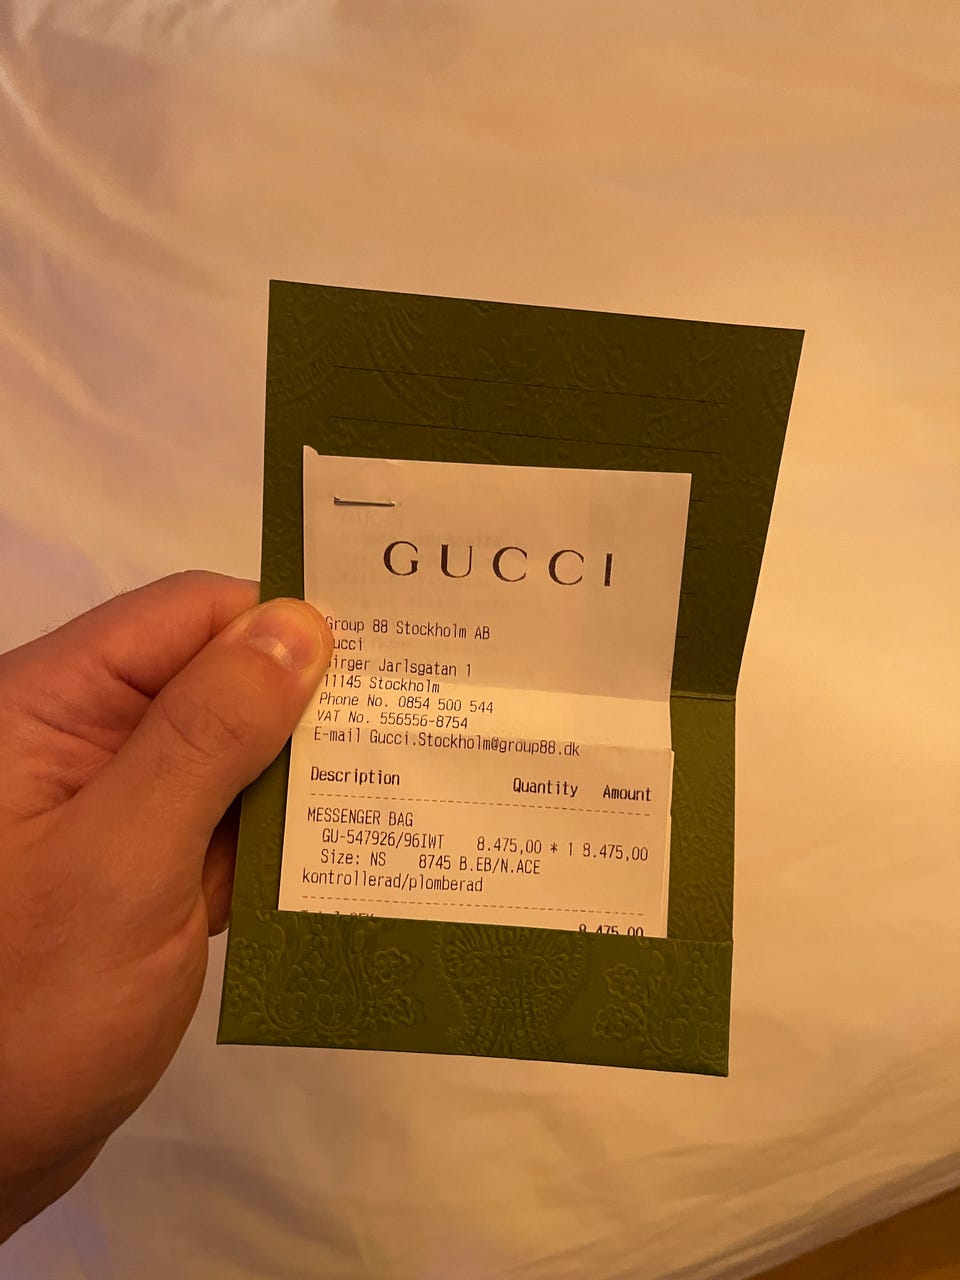 GUCCI
Group 88 Stockholm AB
ucci
irger Jarlsgatan 1
11145 Stockholm
Phone No. 0854 500 544
VAT No. 556556-8754
E-mail Gucci.Stockholm@group88.dk
Description Quantity Amount
MESSENGER BAG
GU-547926/96IWT 8.475,00 * 1 8.475,00
Size: NS 8745 B.EB/N.ACE
kontrollerad/plomberad
8.475,00